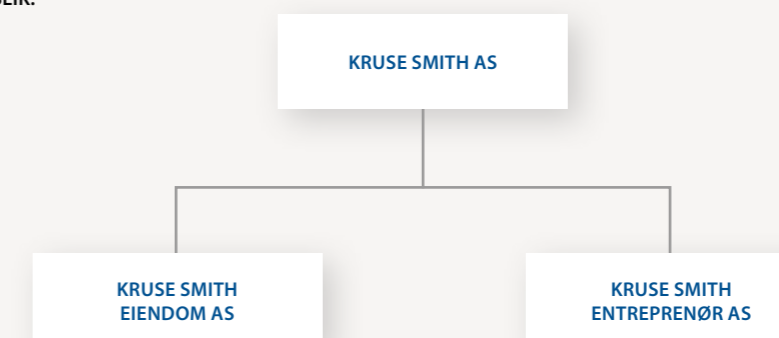 KRUSE SMITH AS
KRUSE SMITH
EIENDOM AS
KRUSE SMITH
ENTREPRENØR AS